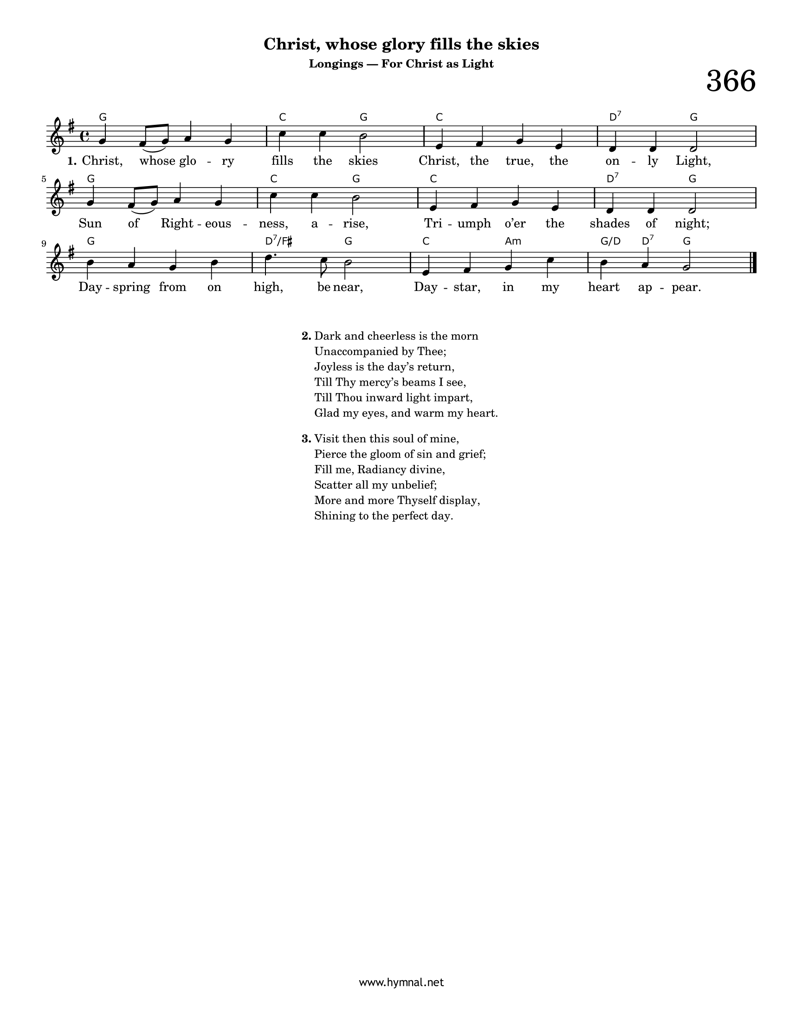 Christ, whose glory fills the skies
Longings — For Christ as Light
366
G C G C D7 G
1. Christ, whose glo - ry fills the skies Christ, the true, the on - ly Light,
5
G C G C D7 G
Sun of Right - eous - ness, a - rise, Tri - umph o'er the shades of night;
9
G D7/F♯ G C Am G/D D7 G
Day - spring from on high, be near, Day - star, in my heart ap - pear.
2. Dark and cheerless is the morn
Unaccompanied by Thee;
Joyless is the day's return,
Till Thy mercy's beams I see,
Till Thou inward light impart,
Glad my eyes, and warm my heart.
3. Visit then this soul of mine,
Pierce the gloom of sin and grief;
Fill me, Radiancy divine,
Scatter all my unbelief;
More and more Thyself display,
Shining to the perfect day.
www.hymnal.net